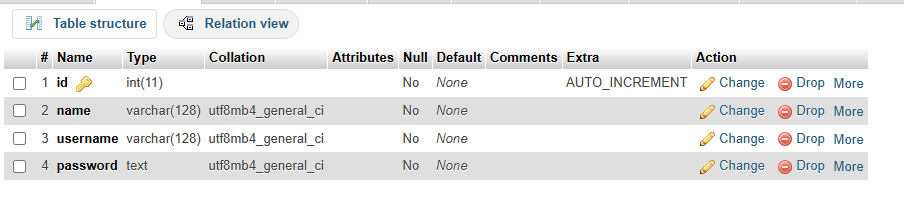 Table structure Relation view
# Name Type Collation Attributes Null Default Comments Extra Action
1 id int(11) No None AUTO_INCREMENT Change Drop More
2 name varchar(128) utf8mb4_general_ci No None Change Drop More
3 username varchar(128) utf8mb4_general_ci No None Change Drop More
4 password text utf8mb4_general_ci No None Change Drop More